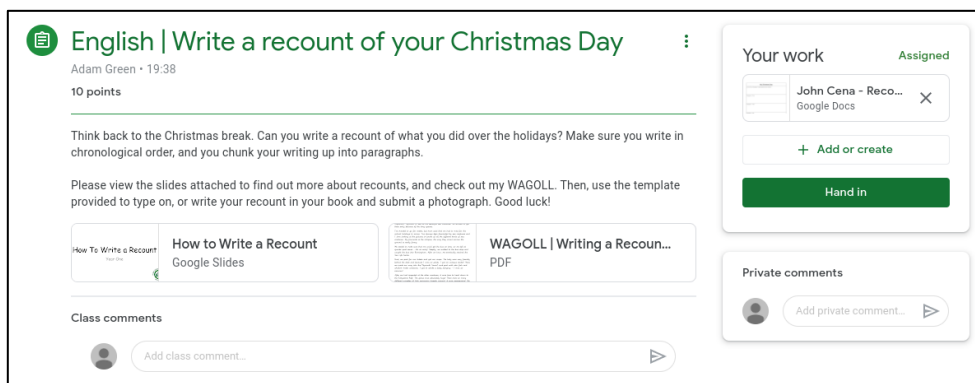 English | Write a recount of your Christmas Day
Adam Green • 19:38
10 points
Think back to the Christmas break. Can you write a recount of what you did over the holidays? Make sure you write in
chronological order, and you chunk your writing up into paragraphs.
Please view the slides attached to find out more about recounts, and check out my WAGOLL. Then, use the template
provided to type on, or write your recount in your book and submit a photograph. Good luck!
How To Write a Recount
How to Write a Recount
Google Slides
WAGOLL | Writing a Recoun...
PDF
Class comments
Add class comment...
Your work
Assigned
John Cena - Reco...
Google Docs
+ Add or create
Hand in
Private comments
Add private comment...